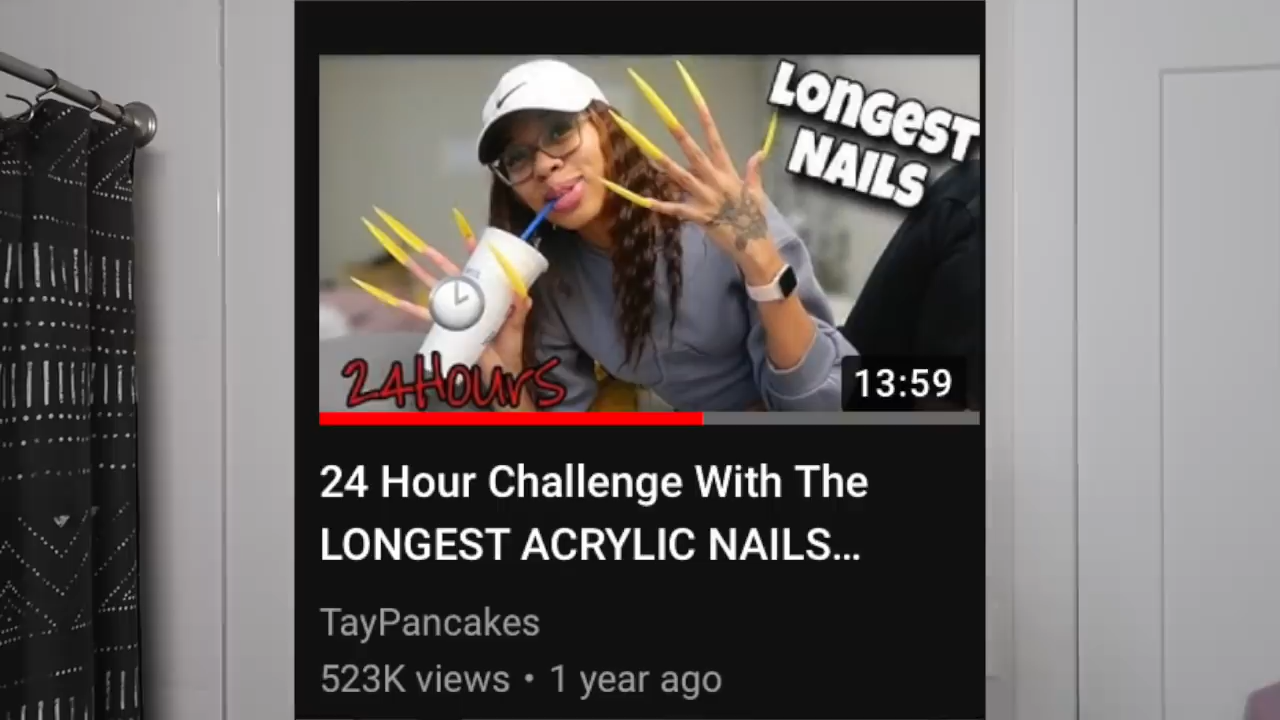 LONGEST
NAILS
24Hours
13:59
24 Hour Challenge With The
LONGEST ACRYLIC NAILS...
TayPancakes
523K views • 1 year ago